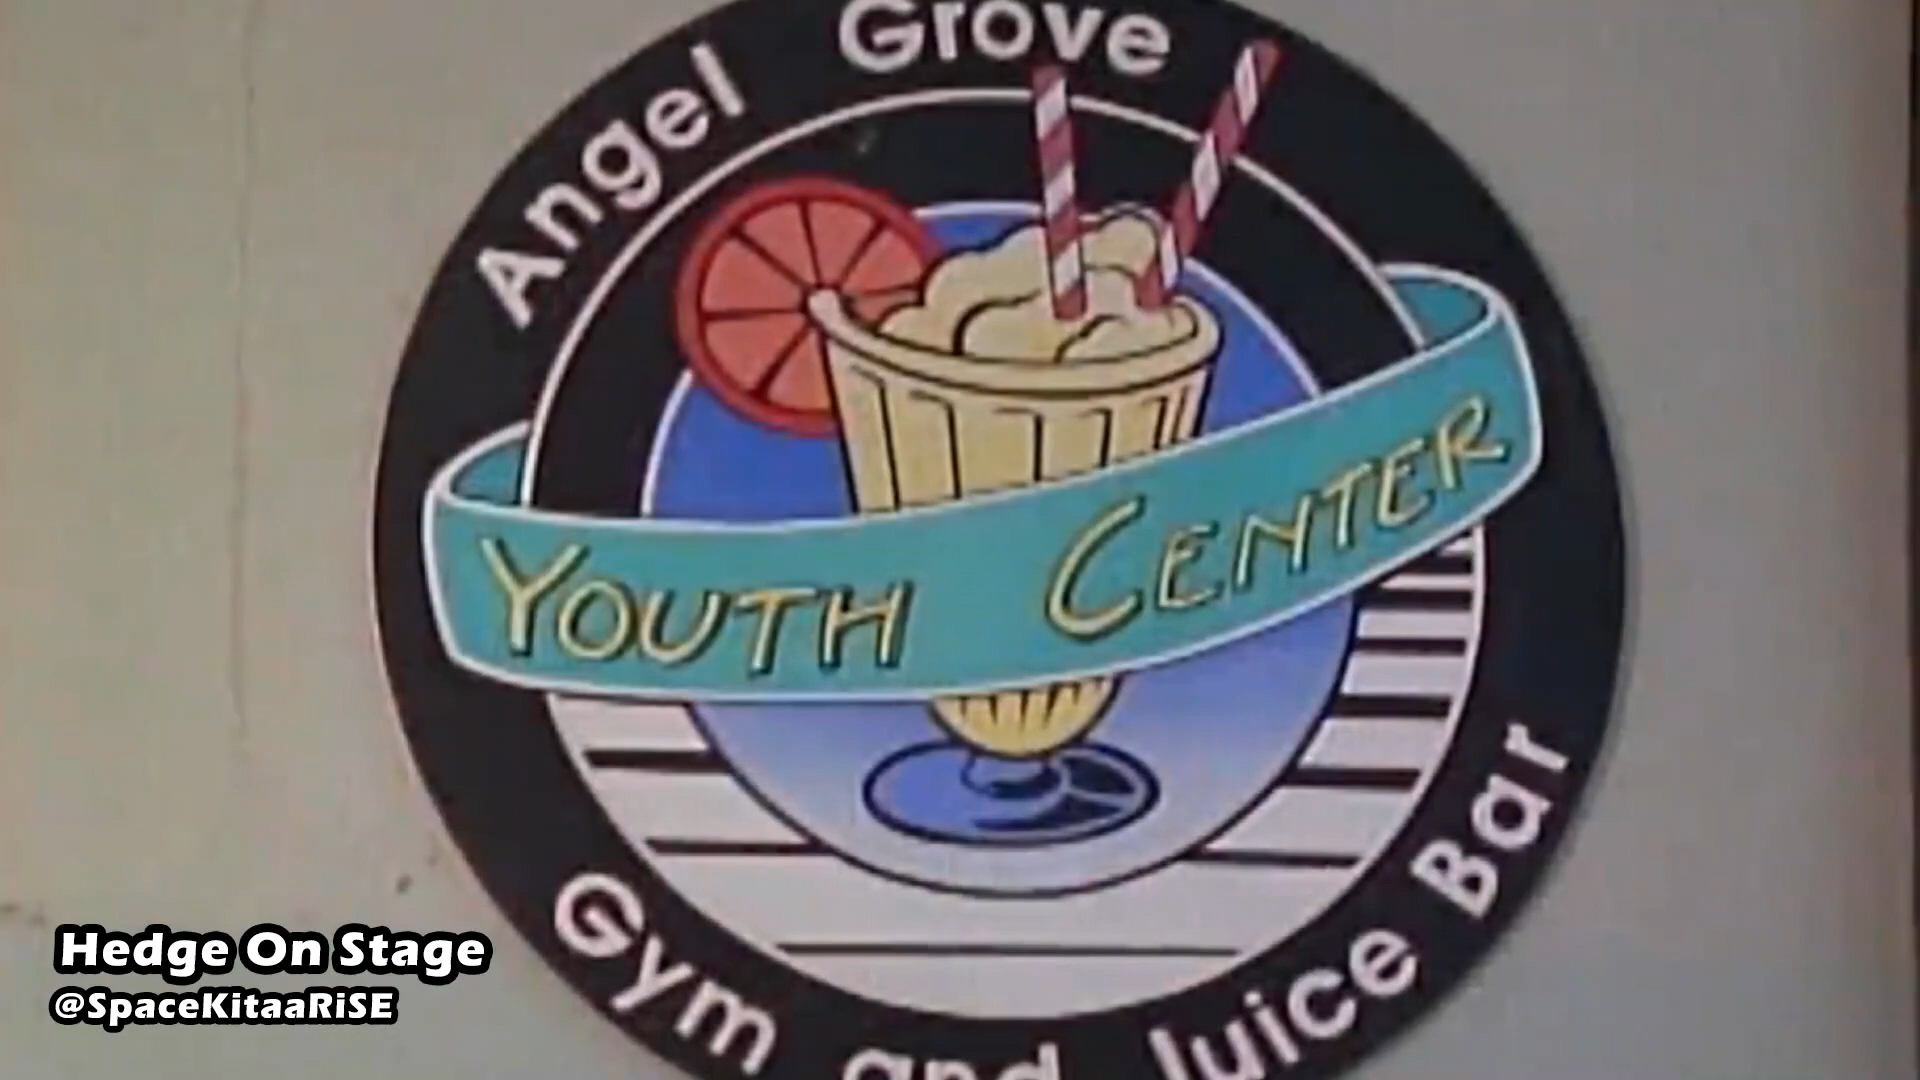 Angel Grove
YOUTH CENTER
Gym and Juice Bar
Hedge On Stage
@SpaceKitaaRiSE